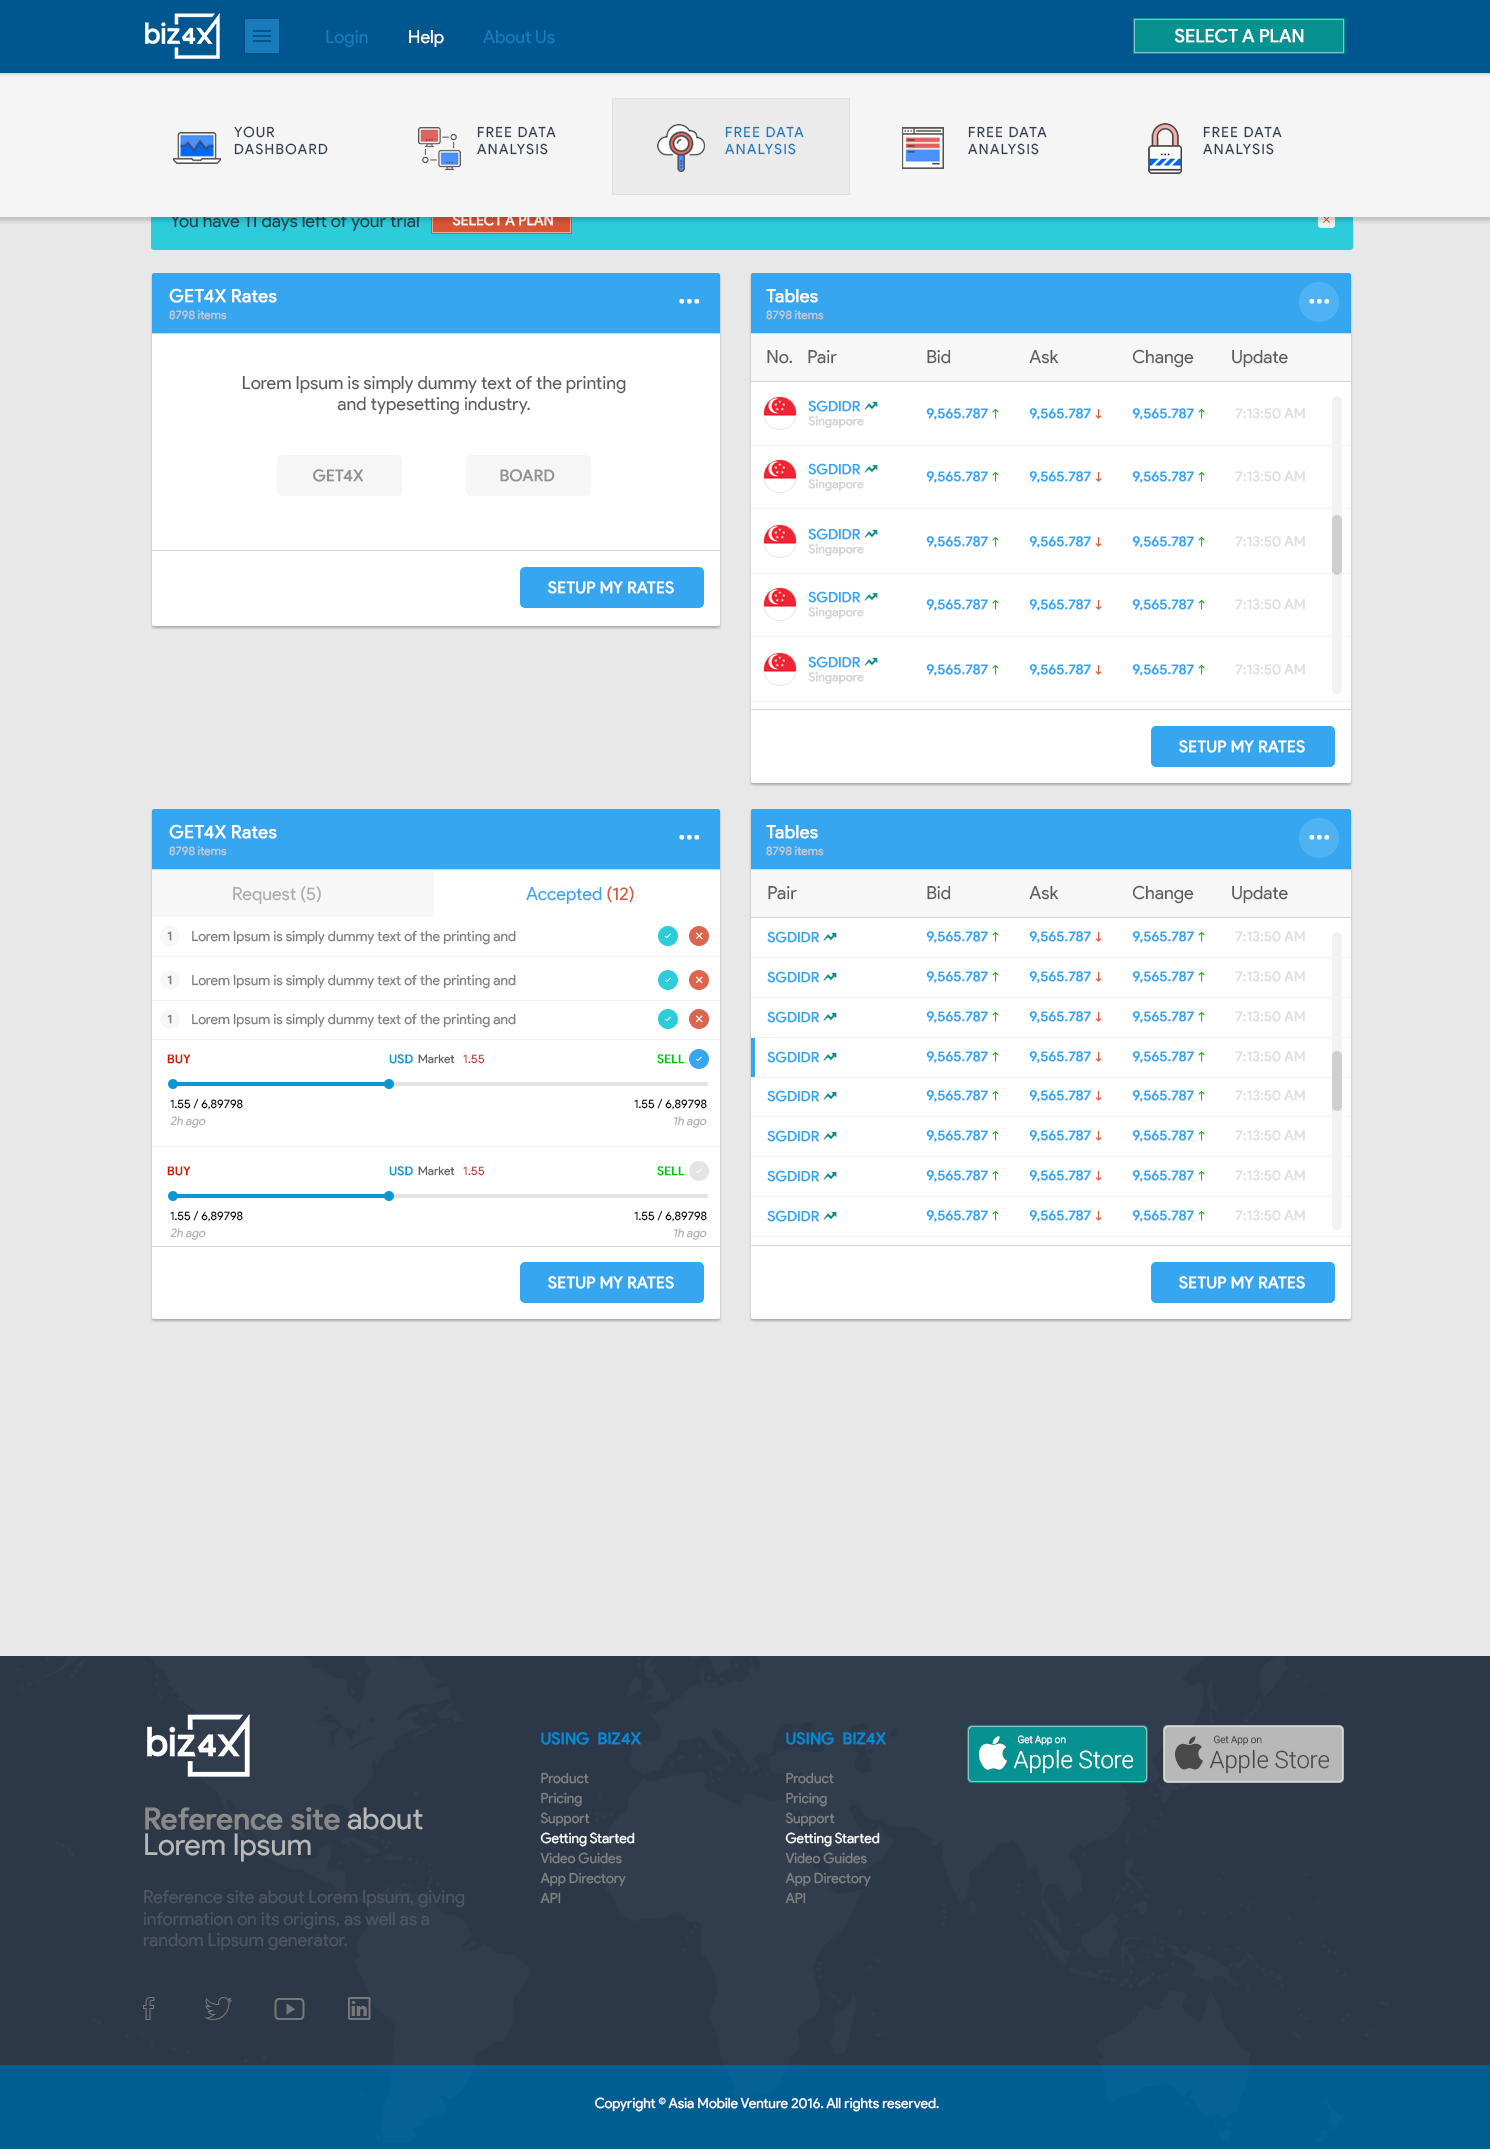 biz4X
Login
Help
About Us
SELECT A PLAN
YOUR
DASHBOARD
FREE DATA
ANALYSIS
FREE DATA
ANALYSIS
FREE DATA
ANALYSIS
FREE DATA
ANALYSIS
You have 11 days left of your trial
SELECT A PLAN
GET4X Rates
8798 items
Lorem Ipsum is simply dummy text of the printing
and typesetting industry.
GET4X
BOARD
SETUP MY RATES
Tables
8798 items
No. Pair Bid Ask Change Update
SGDIDR 9,565.787 ↑ 9,565.787 ↓ 9,565.787 ↑ 7:13:50 AM
Singapore
SGDIDR 9,565.787 ↑ 9,565.787 ↓ 9,565.787 ↑ 7:13:50 AM
Singapore
SGDIDR 9,565.787 ↑ 9,565.787 ↓ 9,565.787 ↑ 7:13:50 AM
Singapore
SGDIDR 9,565.787 ↑ 9,565.787 ↓ 9,565.787 ↑ 7:13:50 AM
Singapore
SGDIDR 9,565.787 ↑ 9,565.787 ↓ 9,565.787 ↑ 7:13:50 AM
Singapore
SETUP MY RATES
GET4X Rates
8798 items
Request (5)
Accepted (12)
1 Lorem Ipsum is simply dummy text of the printing and
1 Lorem Ipsum is simply dummy text of the printing and
1 Lorem Ipsum is simply dummy text of the printing and
BUY USD Market 1.55 SELL
1.55 / 6,89798 1.55 / 6,89798
2h ago 1h ago
BUY USD Market 1.55 SELL
1.55 / 6,89798 1.55 / 6,89798
2h ago 1h ago
SETUP MY RATES
Tables
8798 items
Pair Bid Ask Change Update
SGDIDR 9,565.787 ↑ 9,565.787 ↓ 9,565.787 ↑ 7:13:50 AM
SGDIDR 9,565.787 ↑ 9,565.787 ↓ 9,565.787 ↑ 7:13:50 AM
SGDIDR 9,565.787 ↑ 9,565.787 ↓ 9,565.787 ↑ 7:13:50 AM
SGDIDR 9,565.787 ↑ 9,565.787 ↓ 9,565.787 ↑ 7:13:50 AM
SGDIDR 9,565.787 ↑ 9,565.787 ↓ 9,565.787 ↑ 7:13:50 AM
SGDIDR 9,565.787 ↑ 9,565.787 ↓ 9,565.787 ↑ 7:13:50 AM
SGDIDR 9,565.787 ↑ 9,565.787 ↓ 9,565.787 ↑ 7:13:50 AM
SGDIDR 9,565.787 ↑ 9,565.787 ↓ 9,565.787 ↑ 7:13:50 AM
SETUP MY RATES
biz4X
Reference site about
Lorem Ipsum
Reference site about Lorem Ipsum, giving
information on its origins, as well as a
random Lipsum generator.
USING BIZ4X
Product
Pricing
Support
Getting Started
Video Guides
App Directory
API
USING BIZ4X
Product
Pricing
Support
Getting Started
Video Guides
App Directory
API
Get App on
Apple Store
Get App on
Apple Store
Copyright © Asia Mobile Venture 2016. All rights reserved.